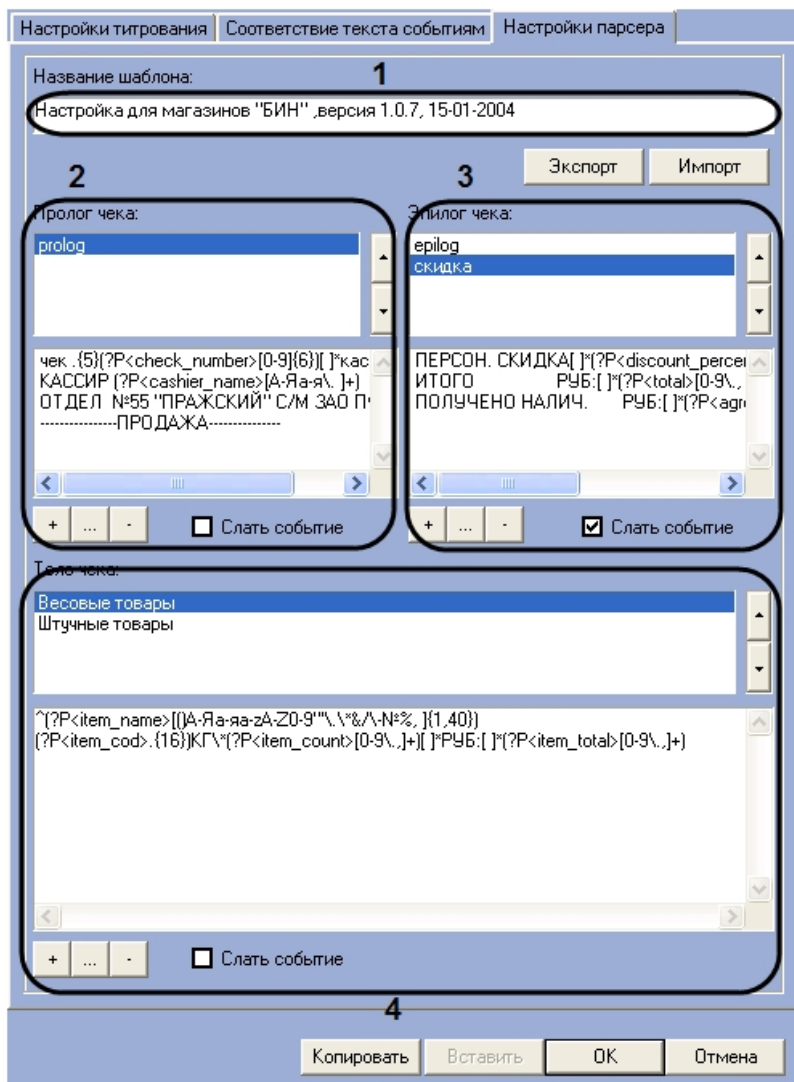 Настройки титрования
Соответствие текста событиям
Настройки парсера
1
Название шаблона:
Настройка для магазинов "БИН" ,версия 1.0.7, 15-01-2004
Экспорт
Импорт
2
3
Пролог чека:
prolog
чек .{5}(?P<check_number>[0-9]{6})[ ]*кас
КАССИР (?P<cashier_name>[А-Яа-я\. ]+)
ОТДЕЛ №55 "ПРАЖСКИЙ" С/М ЗАО П
----------------ПРОДАЖА---------------
+ ... -
Слать событие
Эпилог чека:
epilog
скидка
ПЕРСОН. СКИДКА[ ]*(?P<discount_percer
ИТОГО РУБ:[ ]*(?P<total>[0-9\.,
ПОЛУЧЕНО НАЛИЧ. РУБ:[ ]*(?P<agr
+ ... -
Слать событие
Тело чека:
Весовые товары
Штучные товары
^(?P<item_name>[()А-Яа-яa-zA-Z0-9'"\.\*&/\-№%, ]{1,40})
(?P<item_cod>.{16})КГ\*(?P<item_count>[0-9\.,]+)[ ]*РУБ:[ ]*(?P<item_total>[0-9\.,]+)
+ ... -
Слать событие
4
Копировать
Вставить
OK
Отмена